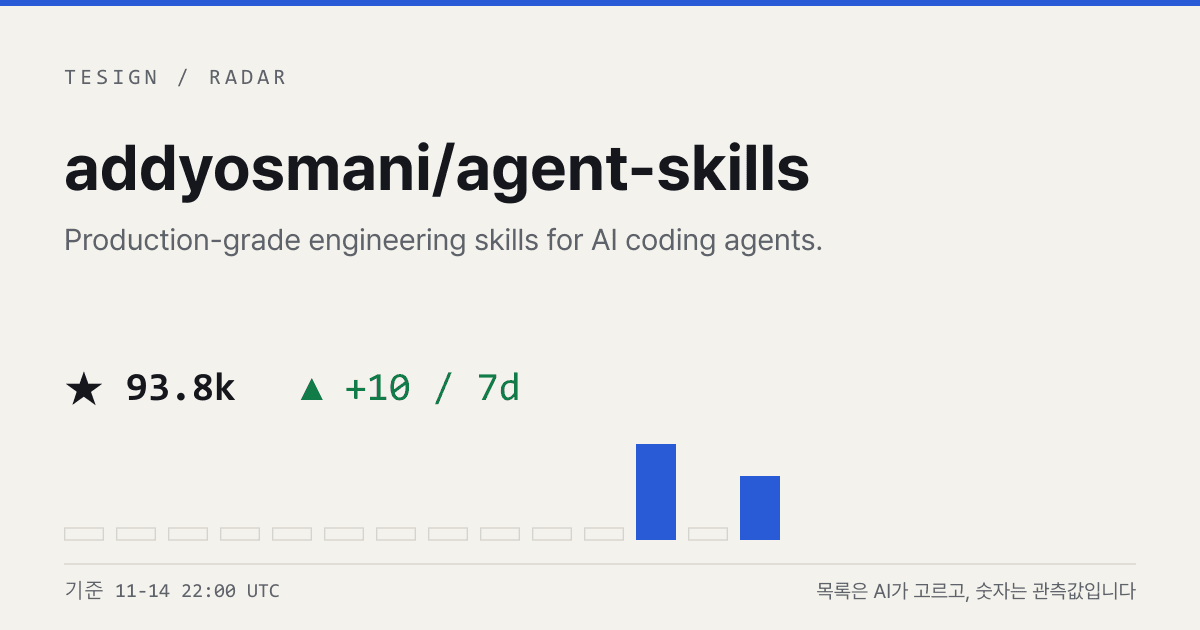 TESIGN / RADAR
addyosmani/agent-skills
Production-grade engineering skills for AI coding agents.
★ 93.8k ▲ +10 / 7d
기준 11-14 22:00 UTC
목록은 AI가 고르고, 숫자는 관측값입니다